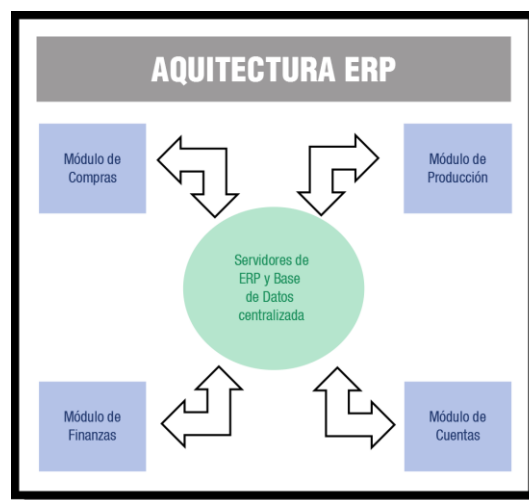 AQUITECTURA ERP
Módulo de
Compras
Módulo de
Producción
Servidores de
ERP y Base
de Datos
centralizada
Módulo de
Finanzas
Módulo de
Cuentas